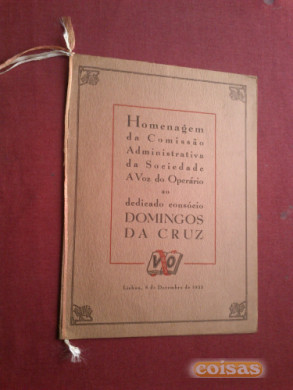 Homenagem
da Comissão
Administrativa
da Sociedade
A Voz do Operário
ao
dedicado consócio
DOMINGOS
DA CRUZ
VO
Lisboa, 4 de Dezembro de
coisas